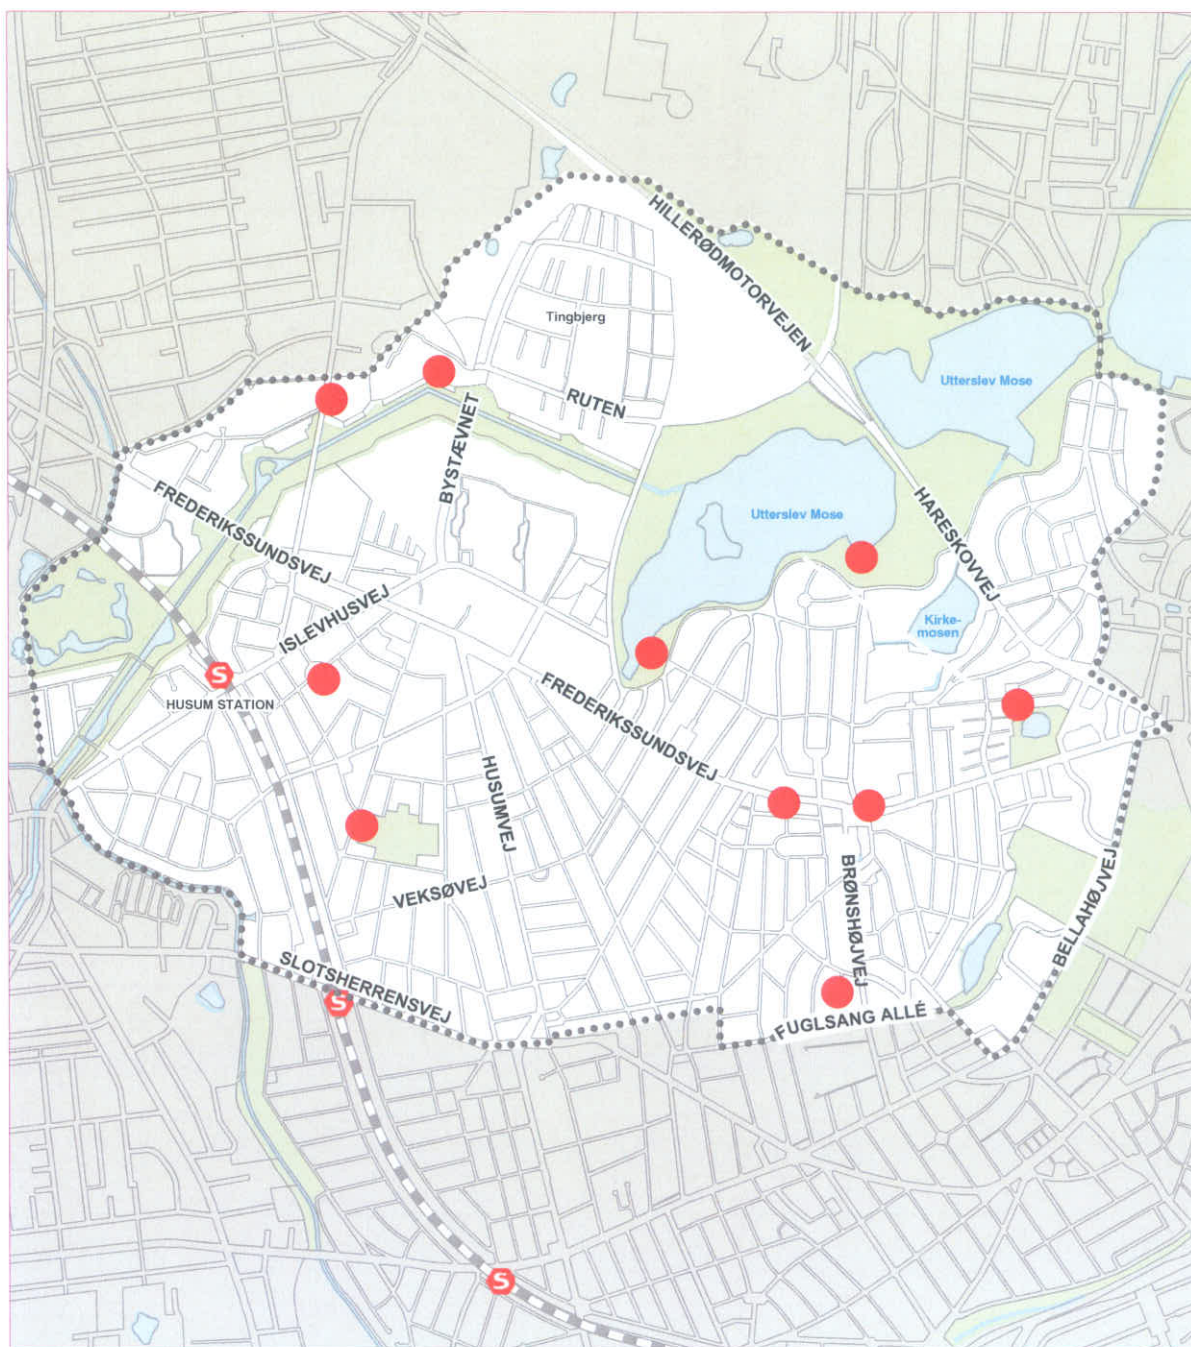 HILLERØDMOTORVEJEN
Tingbjerg
Utterslev Mose
RUTEN
BYSTÆVNET
FREDERIKSSUNDSVEJ
Utterslev Mose
HARESKOVVEJ
ISLEVHUSVEJ
Kirke-
mosen
S
HUSUM STATION
FREDERIKSSUNDSVEJ
HUSUMVEJ
VEKSØVEJ
BRØNSHØJVEJ
BELLAHØJVEJ
SLOTSHERRENSVEJ
S
FUGLSANG ALLÉ
S